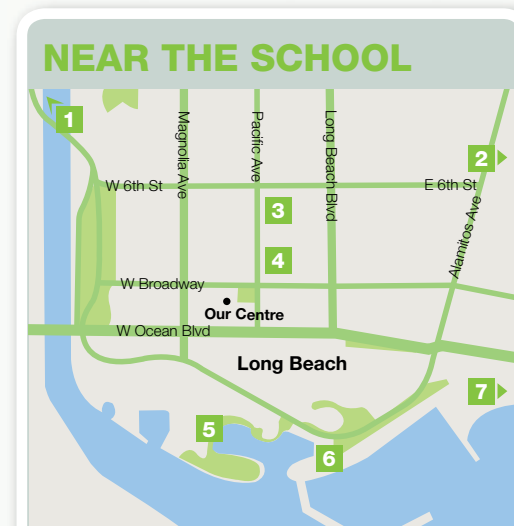 NEAR THE SCHOOL
1
Magnolia Ave
Pacific Ave
Long Beach Blvd
2
W 6th St
E 6th St
3
Alamitos Ave
4
W Broadway
Our Centre
W Ocean Blvd
Long Beach
7
5
6